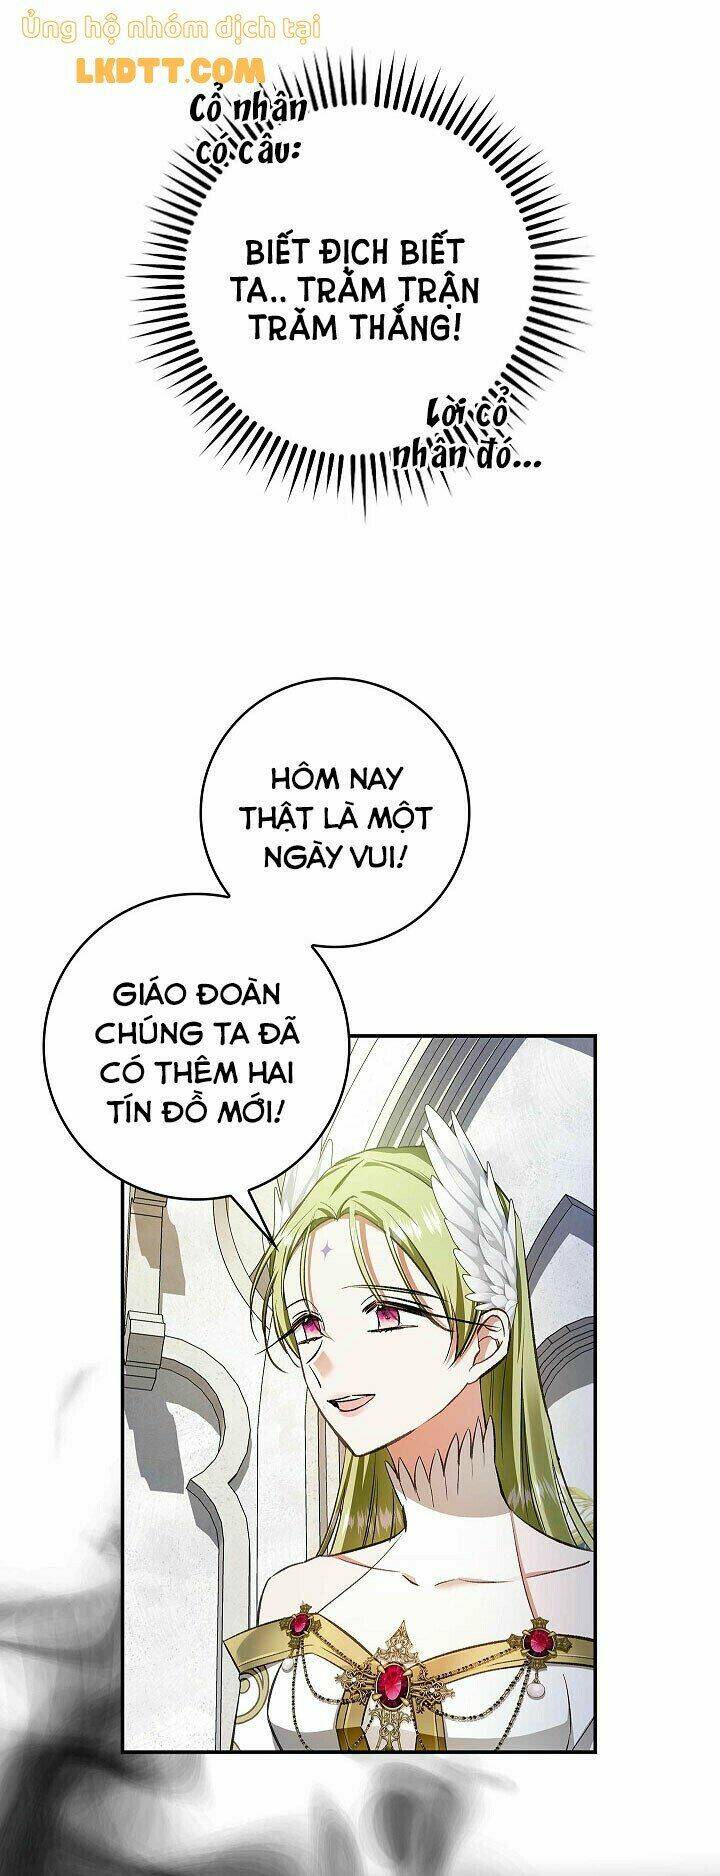 Ủng hộ nhóm dịch tại
LKDTT.COM
Cổ nhân
có câu:
BIẾT ĐỊCH BIẾT
TA.. TRĂM TRẬN
TRĂM THẮNG!
Lời cổ
nhân đó...
HÔM NAY
THẬT LÀ MỘT
NGÀY VUI!
GIÁO ĐOÀN
CHÚNG TA ĐÃ
CÓ THÊM HAI
TÍN ĐỒ MỚI!